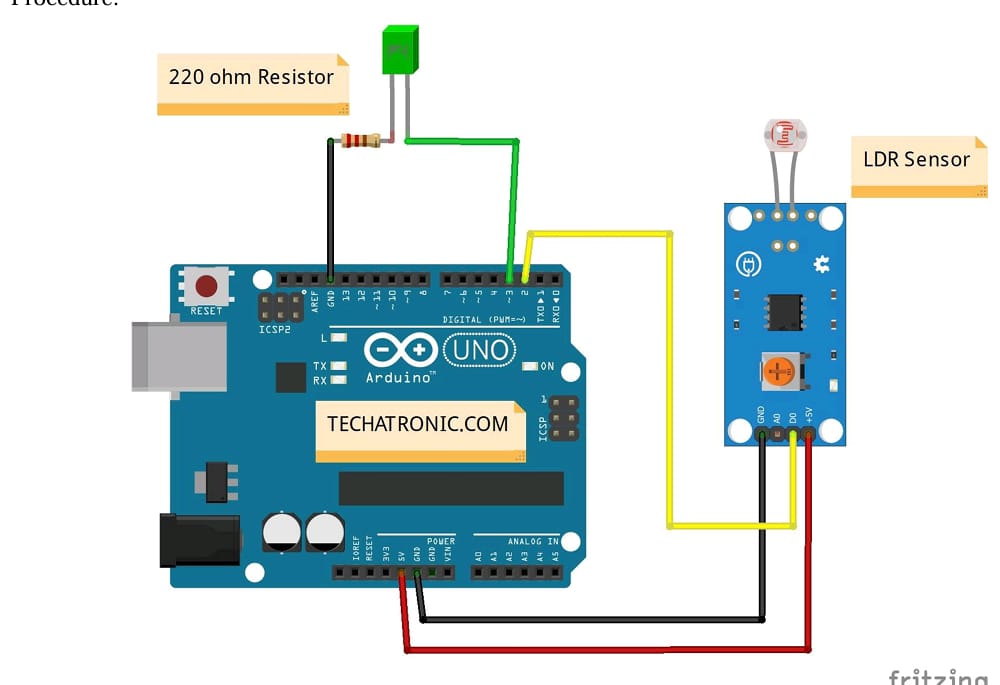 Procedure:
220 ohm Resistor
LDR Sensor
RESET
ICSP2
AREF
GND
13
12
~11
~10
~9
8
7
~6
~5
4
~3
2
TX0 ▶ 1
RX0 ◀ 0
DIGITAL (PWM=~)
L
TX
RX
UNO
Arduino™
ON
1
ICSP
TECHATRONIC.COM
GND
A0
D0
+5V
IOREF
RESET
3V3
5V
GND
GND
VIN
POWER
ANALOG IN
A0
A1
A2
A3
A4
A5
fritzing